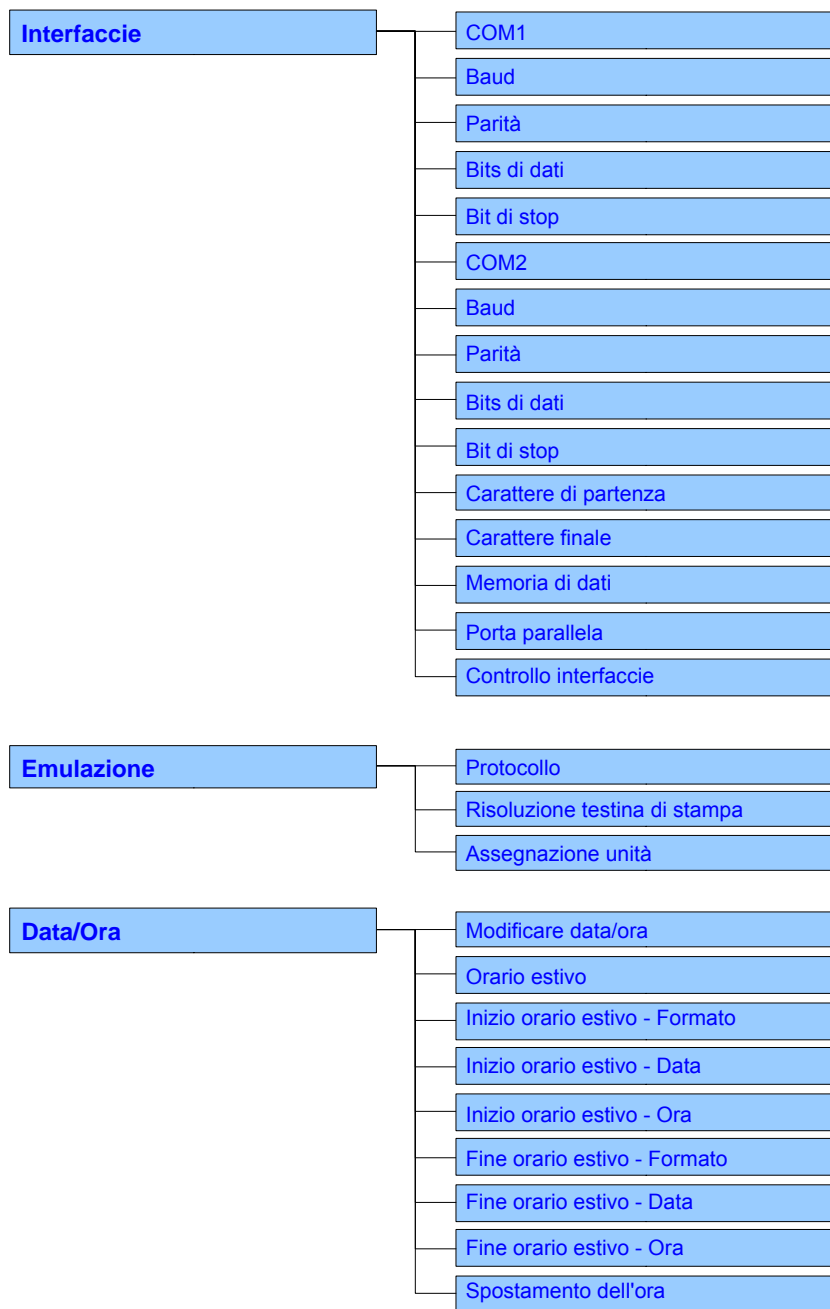 Interfaccie
COM1
Baud
Parità
Bits di dati
Bit di stop
COM2
Baud
Parità
Bits di dati
Bit di stop
Carattere di partenza
Carattere finale
Memoria di dati
Porta parallela
Controllo interfaccie
Emulazione
Protocollo
Risoluzione testina di stampa
Assegnazione unità
Data/Ora
Modificare data/ora
Orario estivo
Inizio orario estivo - Formato
Inizio orario estivo - Data
Inizio orario estivo - Ora
Fine orario estivo - Formato
Fine orario estivo - Data
Fine orario estivo - Ora
Spostamento dell'ora